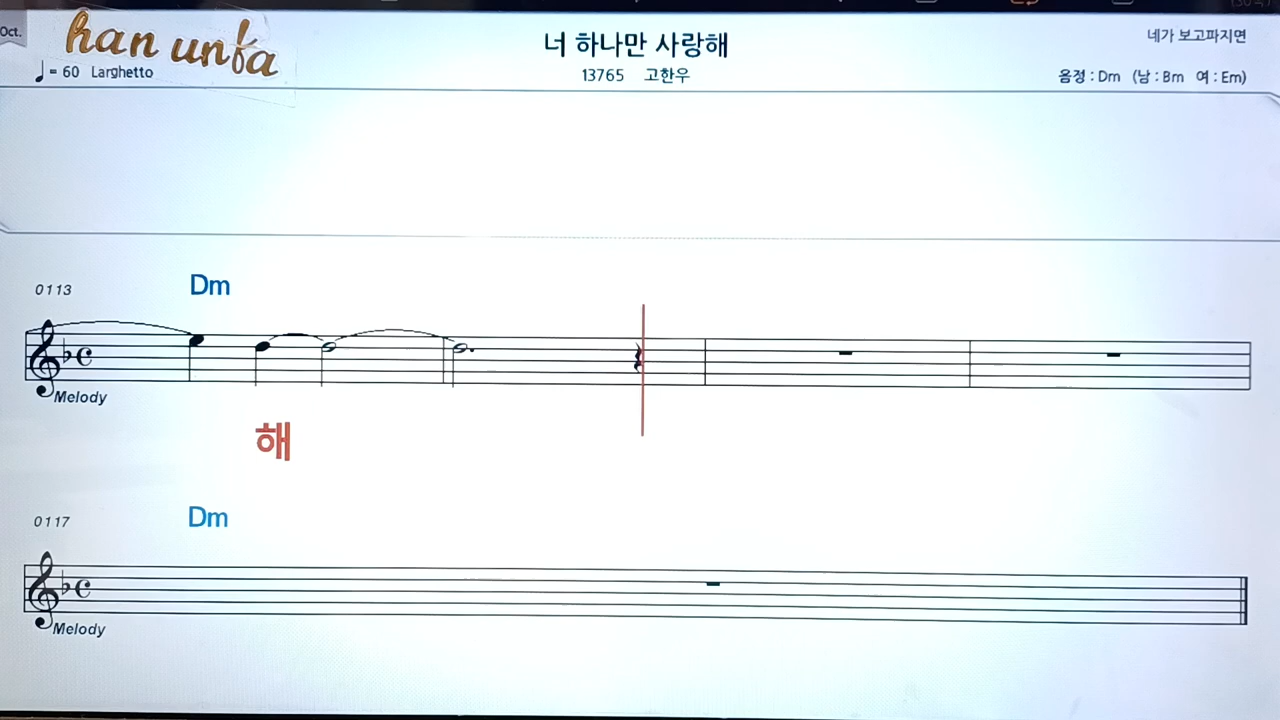 Oct.
han unfa
너 하나만 사랑해
네가 보고파지면
♩= 60 Larghetto
13765 고한우
음정 : Dm (남 : Bm 여 : Em)
0113
Dm
Melody
해
0117
Dm
Melody